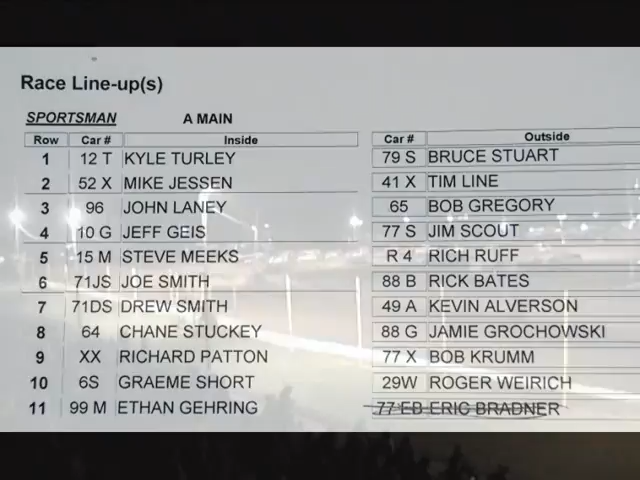 Race Line-up(s)
SPORTSMAN A MAIN
Row Car # Inside Car # Outside
1 12 T KYLE TURLEY 79 S BRUCE STUART
2 52 X MIKE JESSEN 41 X TIM LINE
3 96 JOHN LANEY 65 BOB GREGORY
4 10 G JEFF GEIS 77 S JIM SCOUT
5 15 M STEVE MEEKS R 4 RICH RUFF
6 71JS JOE SMITH 88 B RICK BATES
7 71DS DREW SMITH 49 A KEVIN ALVERSON
8 64 CHANE STUCKEY 88 G JAMIE GROCHOWSKI
9 XX RICHARD PATTON 77 X BOB KRUMM
10 6S GRAEME SHORT 29W ROGER WEIRICH
11 99 M ETHAN GEHRING 77 EB ERIC BRADNER